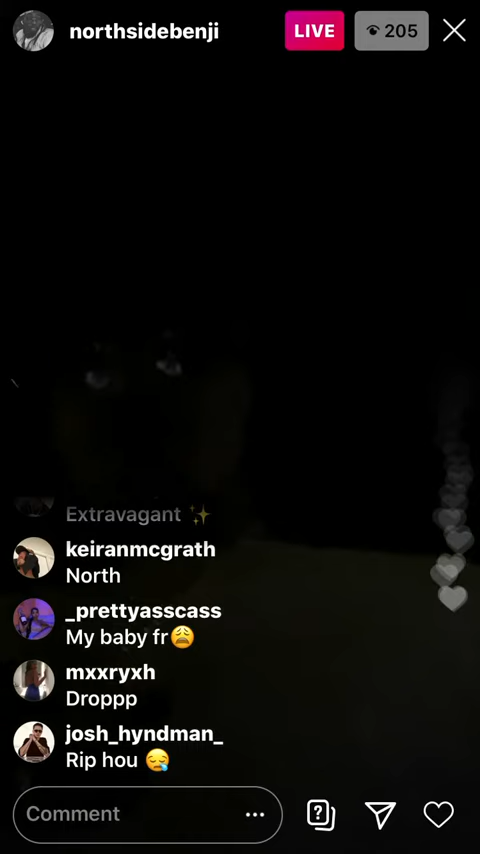 northsidebenji
LIVE
205
Extravagant ✨
keiranmcgrath
North
_prettyasscass
My baby fr😩
mxxryxh
Droppp
josh_hyndman_
Rip hou 😪
Comment